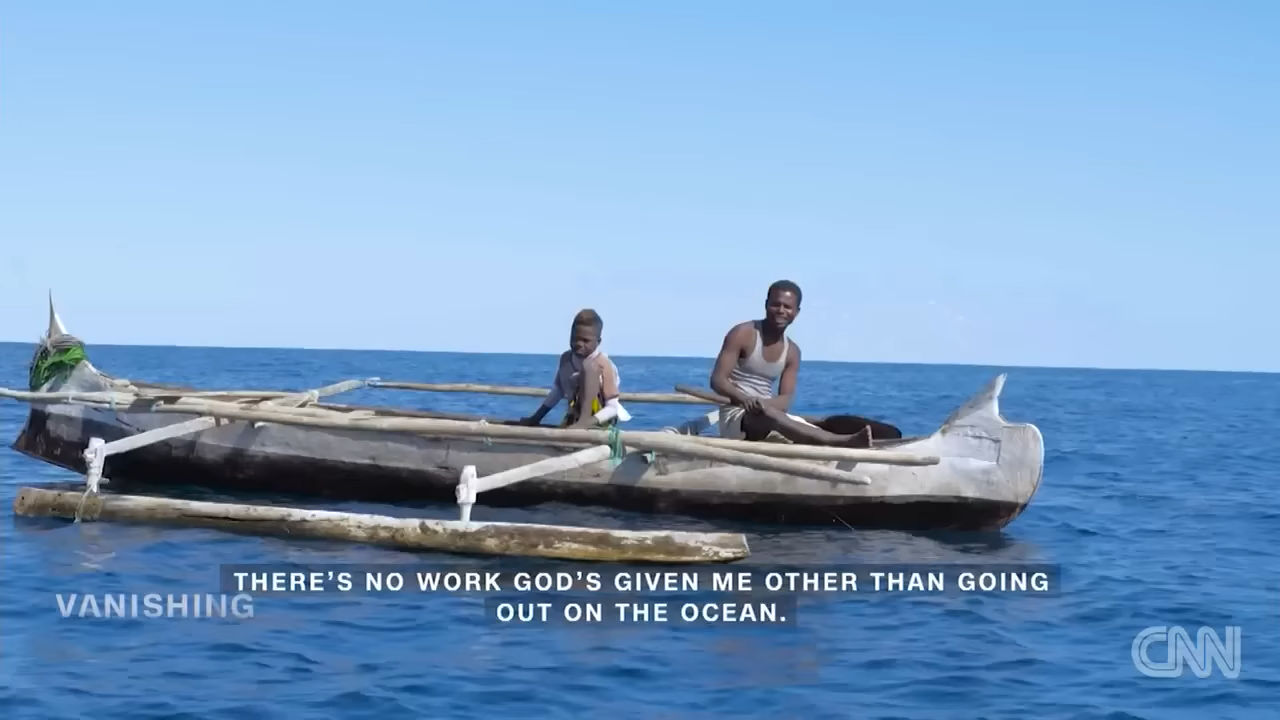 THERE'S NO WORK GOD'S GIVEN ME OTHER THAN GOING
OUT ON THE OCEAN.
VANISHING
CNN